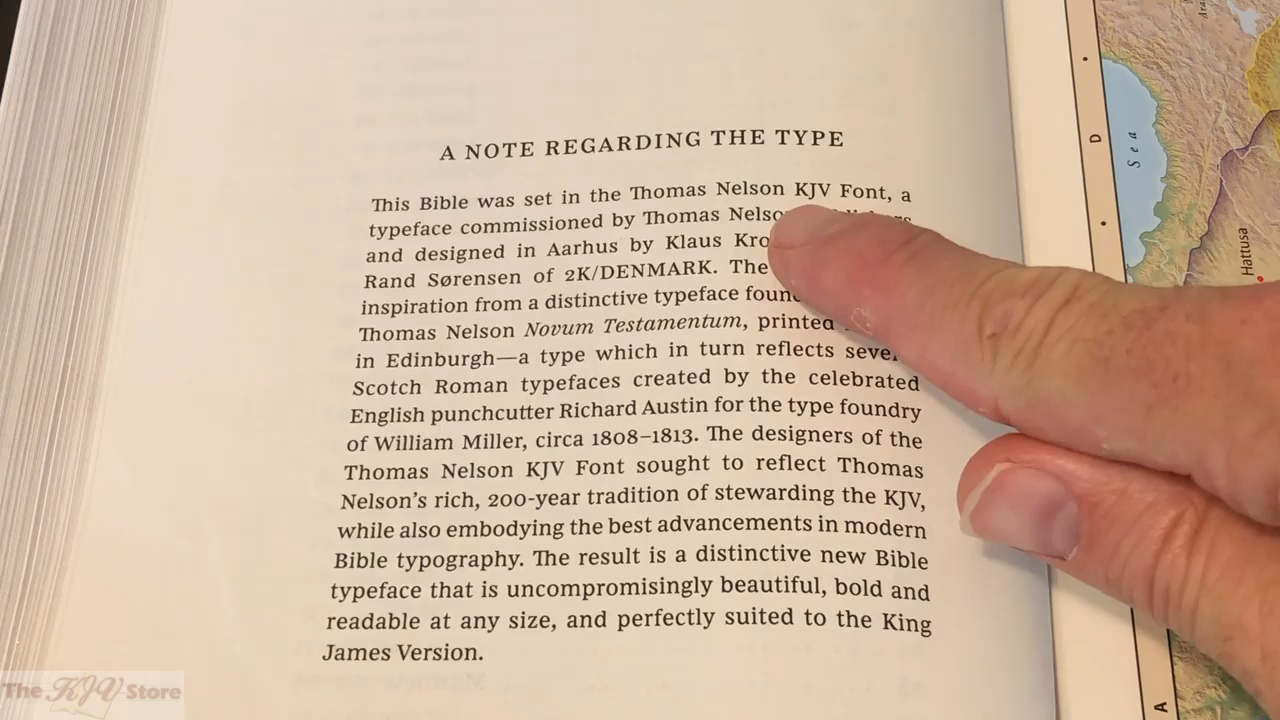 A NOTE REGARDING THE TYPE
This Bible was set in the Thomas Nelson KJV Font, a
typeface commissioned by Thomas Nelson
and designed in Aarhus by Klaus
Rand Sørensen of 2K/DENMARK. The
inspiration from a distinctive typeface
Thomas Nelson Novum Testamentum, printed
in Edinburgh—a type which in turn reflects
Scotch Roman typefaces created by the celebrated
English punchcutter Richard Austin for the type foundry
of William Miller, circa 1808–1813. The designers of the
Thomas Nelson KJV Font sought to reflect Thomas
Nelson's rich, 200-year tradition of stewarding the KJV,
while also embodying the best advancements in modern
Bible typography. The result is a distinctive new Bible
typeface that is uncompromisingly beautiful, bold and
readable at any size, and perfectly suited to the King
James Version.
Sea
D
Hattusa
A
The KJV Store